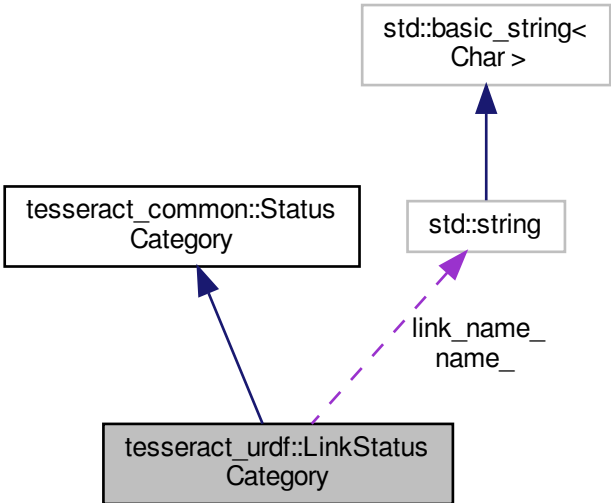 std::basic_string<
Char >
tesseract_common::Status
Category
std::string
link_name_
name_
tesseract_urdf::LinkStatus
Category